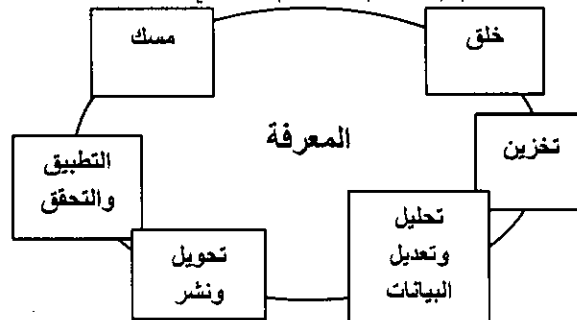 خلق
مسك
المعرفة
تخزين
التطبيق
والتحقق
تحليل
وتعديل
البيانات
تحويل
ونشر